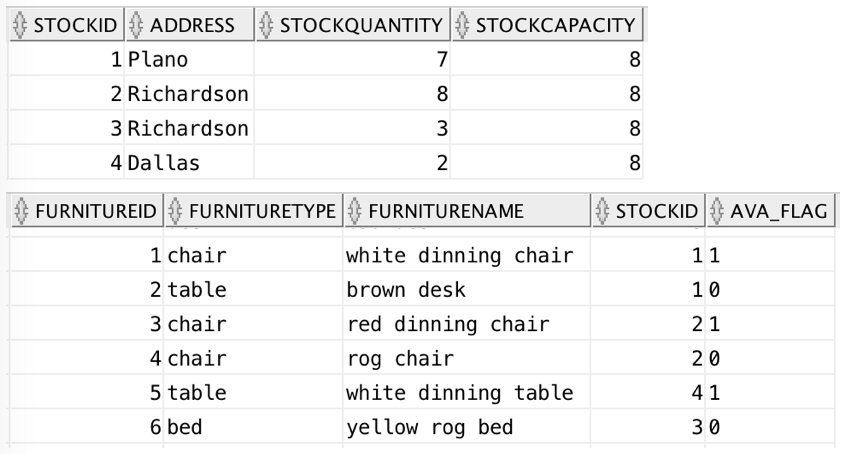 STOCKID ADDRESS STOCKQUANTITY STOCKCAPACITY
1 Plano 7 8
2 Richardson 8 8
3 Richardson 3 8
4 Dallas 2 8
FURNITUREID FURNITURETYPE FURNITURENAME STOCKID AVA_FLAG
1 chair white dinning chair 1 1
2 table brown desk 1 0
3 chair red dinning chair 2 1
4 chair rog chair 2 0
5 table white dinning table 4 1
6 bed yellow rog bed 3 0